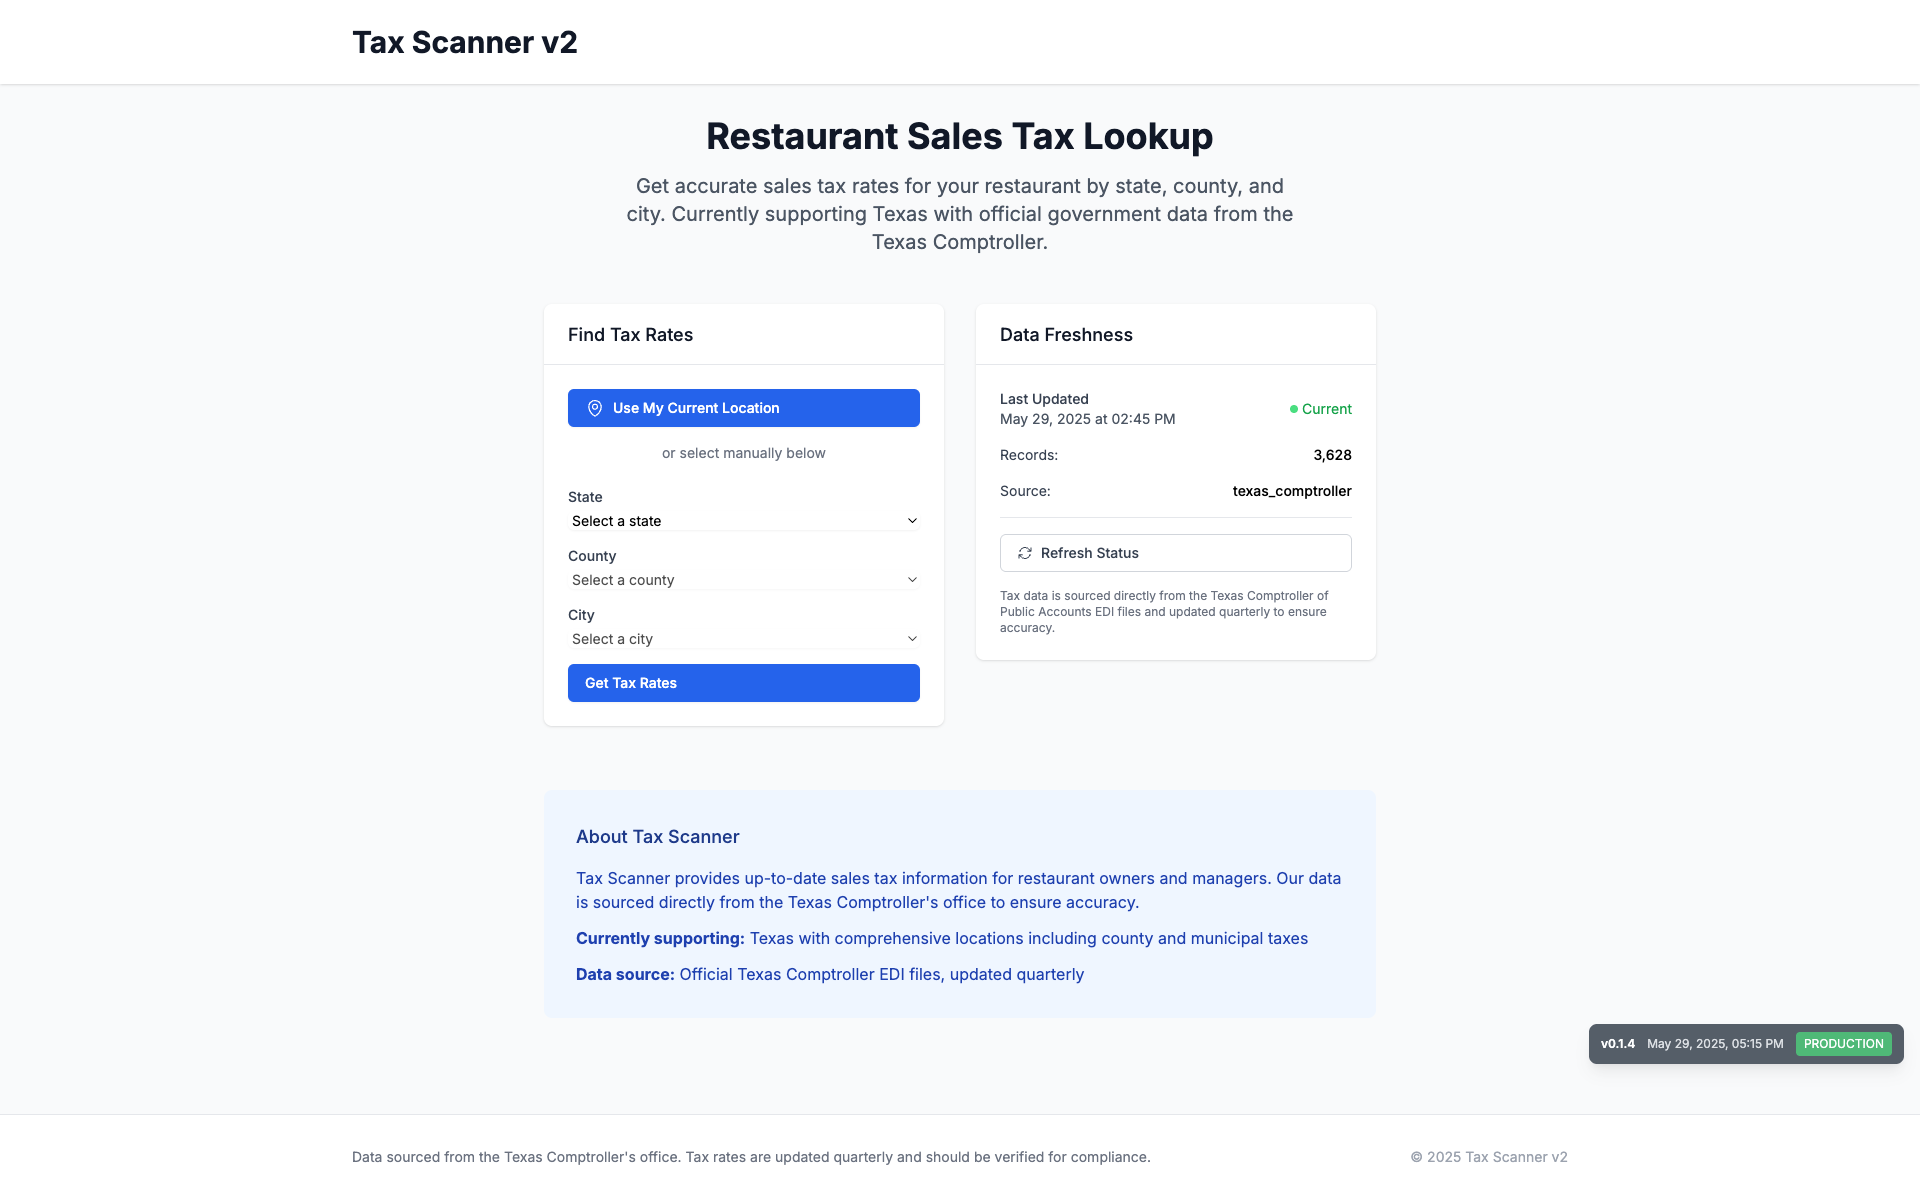 Tax Scanner v2
Restaurant Sales Tax Lookup
Get accurate sales tax rates for your restaurant by state, county, and
city. Currently supporting Texas with official government data from the
Texas Comptroller.
Find Tax Rates
Use My Current Location
or select manually below
State
Select a state
County
Select a county
City
Select a city
Get Tax Rates
Data Freshness
Last Updated
May 29, 2025 at 02:45 PM
Current
Records:
3,628
Source:
texas_comptroller
Refresh Status
Tax data is sourced directly from the Texas Comptroller of
Public Accounts EDI files and updated quarterly to ensure
accuracy.
About Tax Scanner
Tax Scanner provides up-to-date sales tax information for restaurant owners and managers. Our data
is sourced directly from the Texas Comptroller's office to ensure accuracy.
Currently supporting: Texas with comprehensive locations including county and municipal taxes
Data source: Official Texas Comptroller EDI files, updated quarterly
v0.1.4 May 29, 2025, 05:15 PM PRODUCTION
Data sourced from the Texas Comptroller's office. Tax rates are updated quarterly and should be verified for compliance.
© 2025 Tax Scanner v2